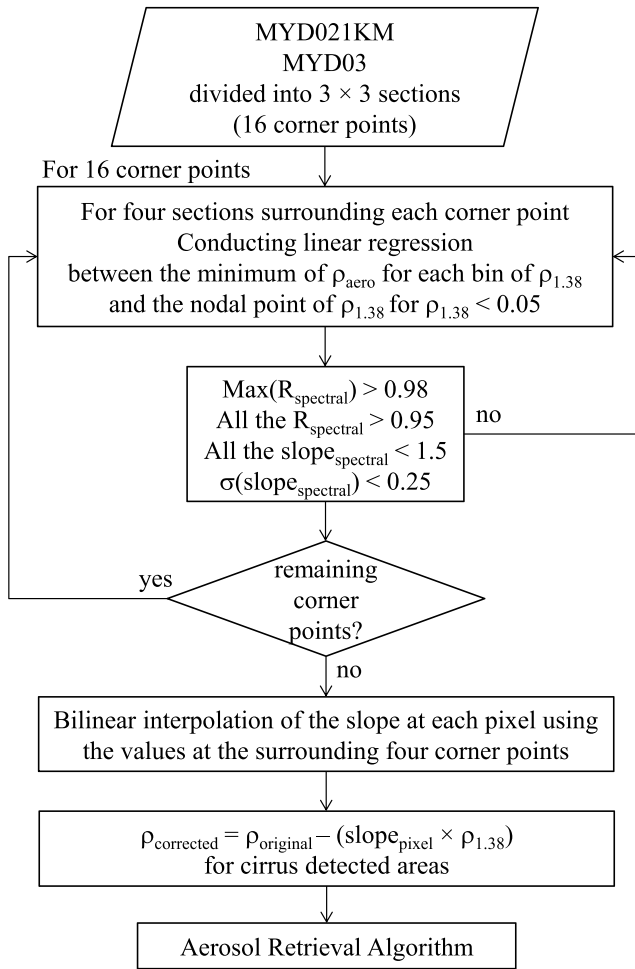 MYD021KM
MYD03
divided into 3 × 3 sections
(16 corner points)
For 16 corner points
For four sections surrounding each corner point
Conducting linear regression
between the minimum of ρaero for each bin of ρ1.38
and the nodal point of ρ1.38 for ρ1.38 < 0.05
Max(Rspectral) > 0.98
All the Rspectral > 0.95
All the slopespectral < 1.5
σ(slopespectral) < 0.25
no
yes
remaining
corner
points?
no
Bilinear interpolation of the slope at each pixel using
the values at the surrounding four corner points
ρcorrected = ρoriginal – (slopepixel × ρ1.38)
for cirrus detected areas
Aerosol Retrieval Algorithm